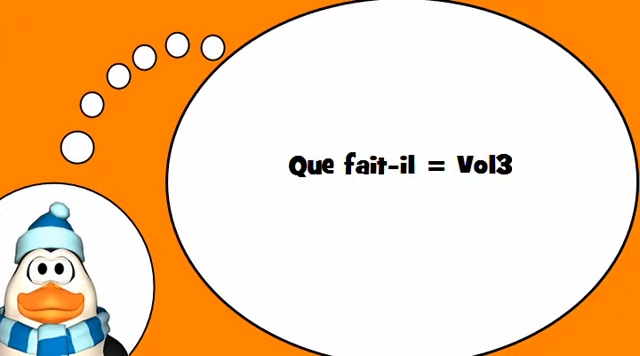 Que fait-il = Vol3